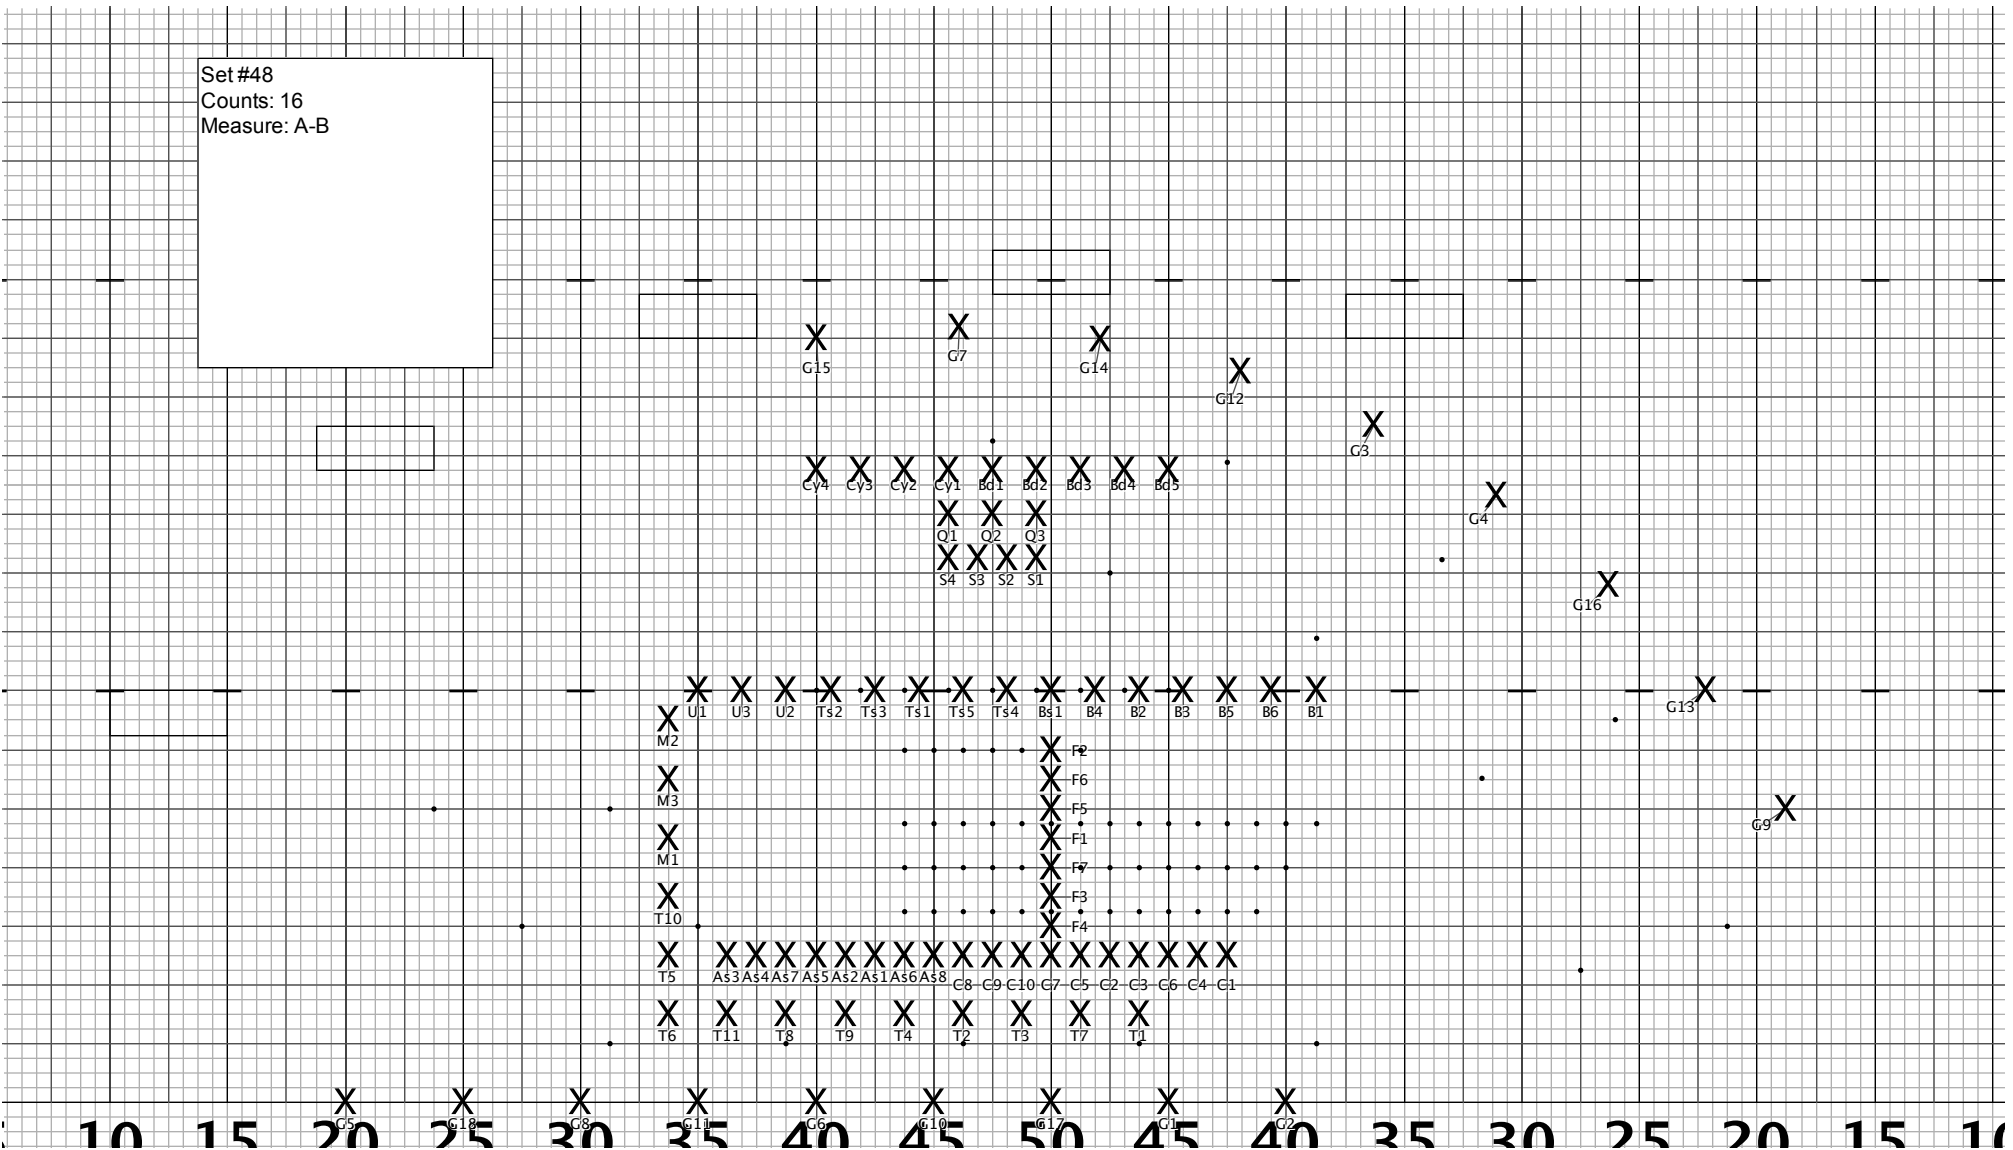 Set #48
Counts: 16
Measure: A-B
G7
G15
G14
G12
G3
Cy4 Cy3 Cy2 Cy1 Bd1 Bd2 Bd3 Bd4 Bd5
G4
Q1 Q2 Q3
S4 S3 S2 S1
G16
G13
U1 U3 U2 Ts2 Ts3 Ts1 Ts5 Ts4 Bs1 B4 B2 B3 B5 B6 B1
M2
F2
F6
M3
F5
G9
F1
M1
F7
F3
T10
F4
T5 As3 As4 As7 As5 As2 As1 As6 As8
C8 C9 C10 C7 C5 C2 C3 C6 C4 C1
T6 T11 T8 T9 T4 T2 T3 T7 T1
G5 G18 G8 G11 G6 G10 G17 G1 G2
10 15 20 25 30 35 40 45 50 45 40 35 30 25 20 15 10